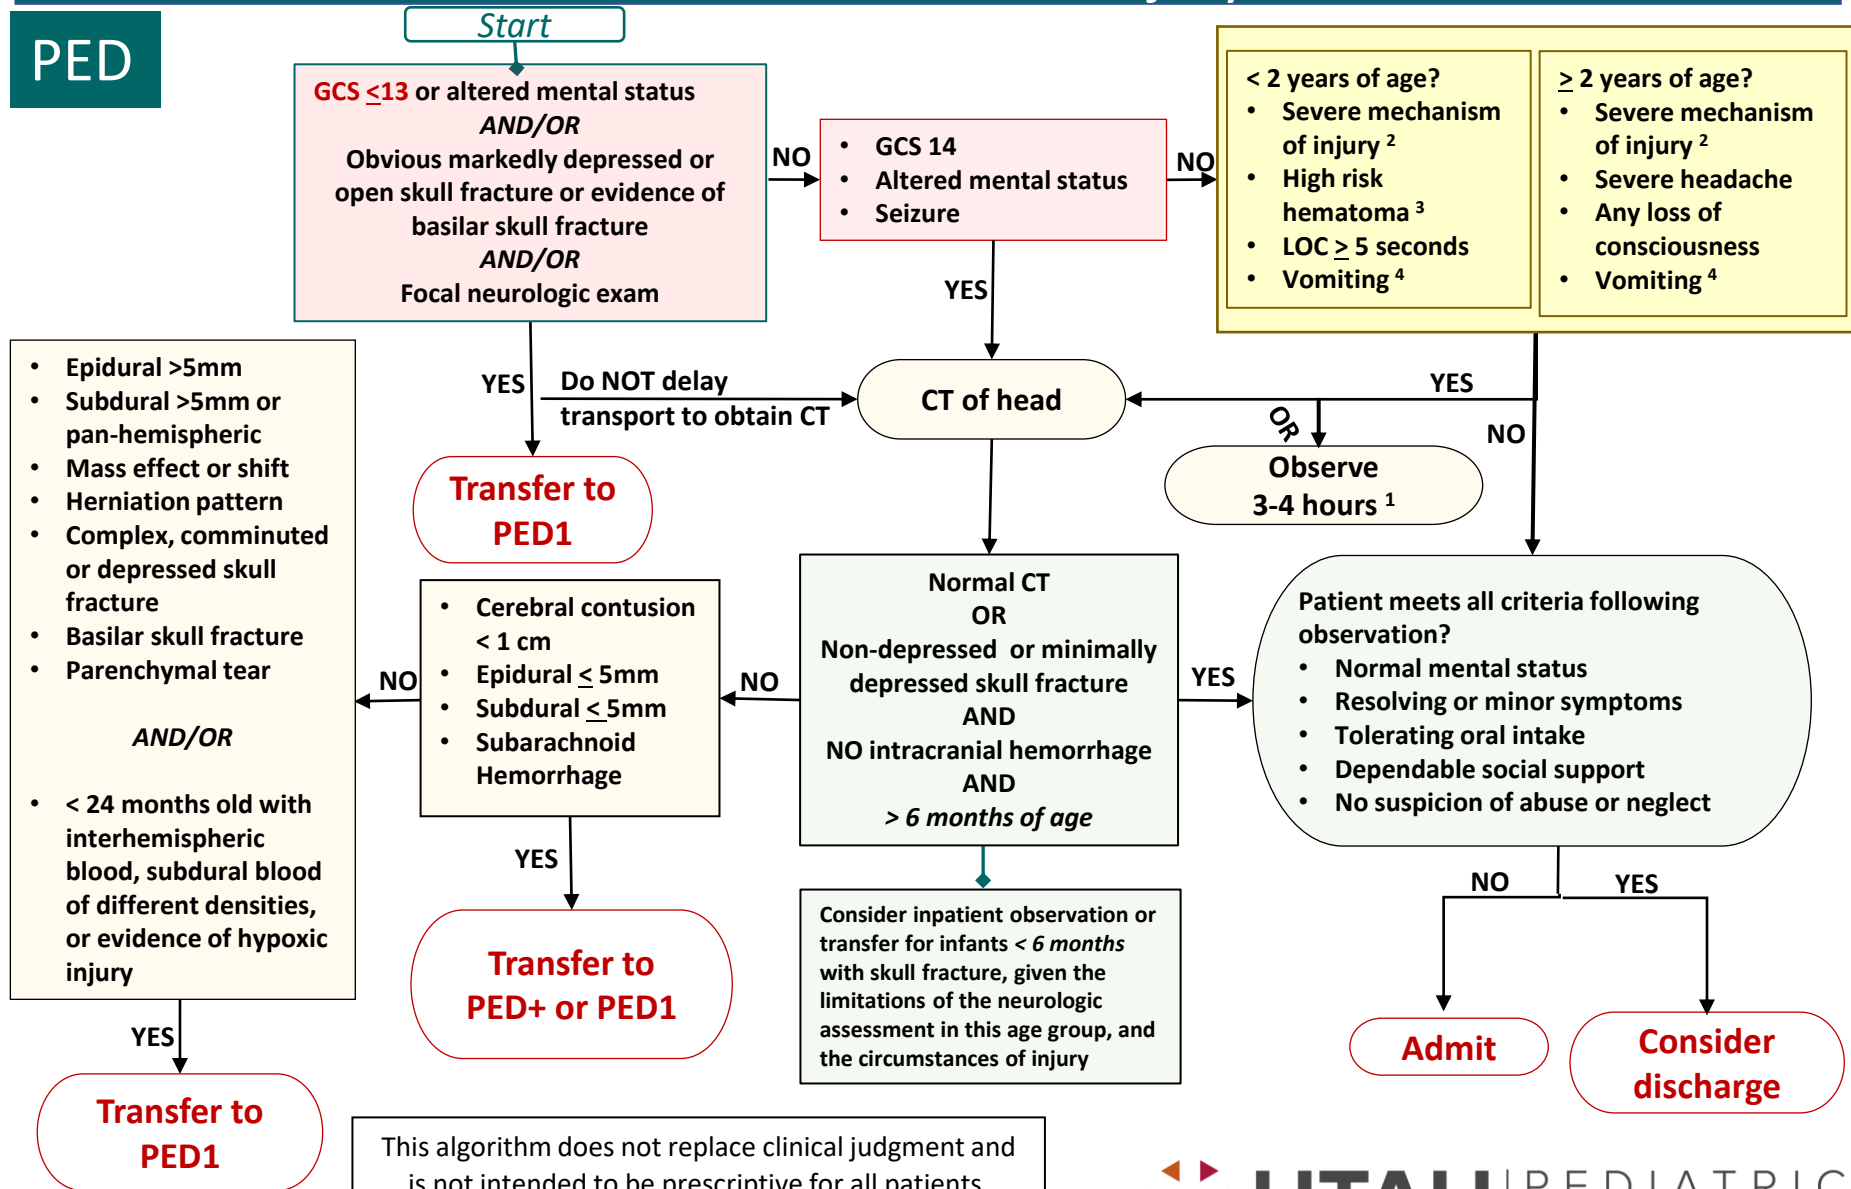 Start
PED
GCS <13 or altered mental status
AND/OR
Obvious markedly depressed or
open skull fracture or evidence of
basilar skull fracture
AND/OR
Focal neurologic exam
NO
• GCS 14
• Altered mental status
• Seizure
NO
< 2 years of age?
• Severe mechanism
of injury 2
• High risk
hematoma 3
• LOC > 5 seconds
• Vomiting 4
> 2 years of age?
• Severe mechanism
of injury 2
• Severe headache
• Any loss of
consciousness
• Vomiting 4
YES
YES
Do NOT delay
transport to obtain CT
CT of head
YES
OR
NO
Observe
3-4 hours 1
Transfer to
PED1
• Epidural >5mm
• Subdural >5mm or
pan-hemispheric
• Mass effect or shift
• Herniation pattern
• Complex, comminuted
or depressed skull
fracture
• Basilar skull fracture
• Parenchymal tear
AND/OR
• < 24 months old with
interhemispheric
blood, subdural blood
of different densities,
or evidence of hypoxic
injury
NO
• Cerebral contusion
< 1 cm
• Epidural < 5mm
• Subdural < 5mm
• Subarachnoid
Hemorrhage
NO
Normal CT
OR
Non-depressed or minimally
depressed skull fracture
AND
NO intracranial hemorrhage
AND
> 6 months of age
YES
Patient meets all criteria following
observation?
• Normal mental status
• Resolving or minor symptoms
• Tolerating oral intake
• Dependable social support
• No suspicion of abuse or neglect
YES
Transfer to
PED+ or PED1
Consider inpatient observation or
transfer for infants < 6 months
with skull fracture, given the
limitations of the neurologic
assessment in this age group, and
the circumstances of injury
NO
YES
Admit
Consider
discharge
YES
Transfer to
PED1
This algorithm does not replace clinical judgment and
is not intended to be prescriptive for all patients
UTAH PEDIATRIC